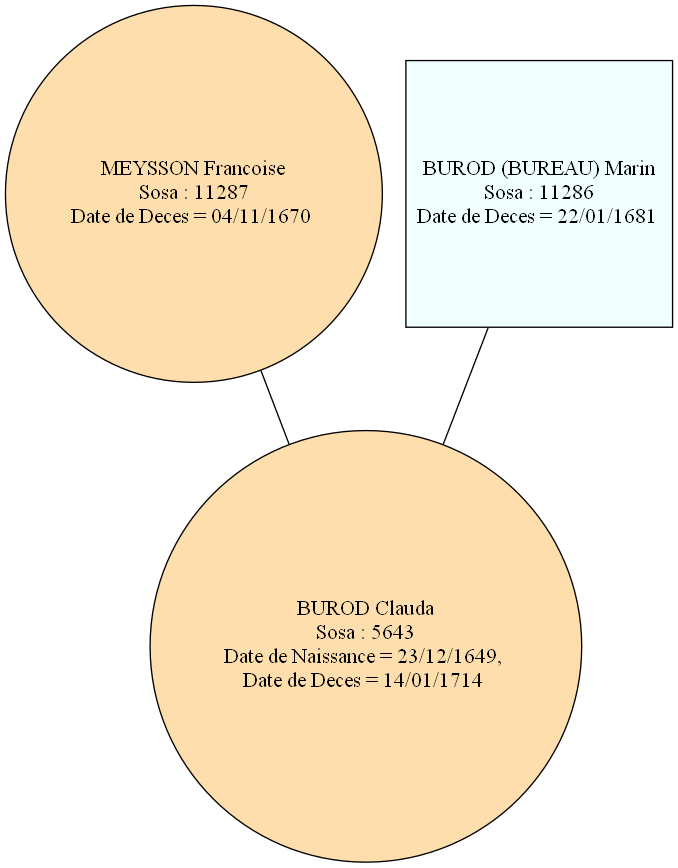 MEYSSON Francoise
Sosa : 11287
Date de Deces = 04/11/1670
BUROD (BUREAU) Marin
Sosa : 11286
Date de Deces = 22/01/1681
BUROD Clauda
Sosa : 5643
Date de Naissance = 23/12/1649,
Date de Deces = 14/01/1714